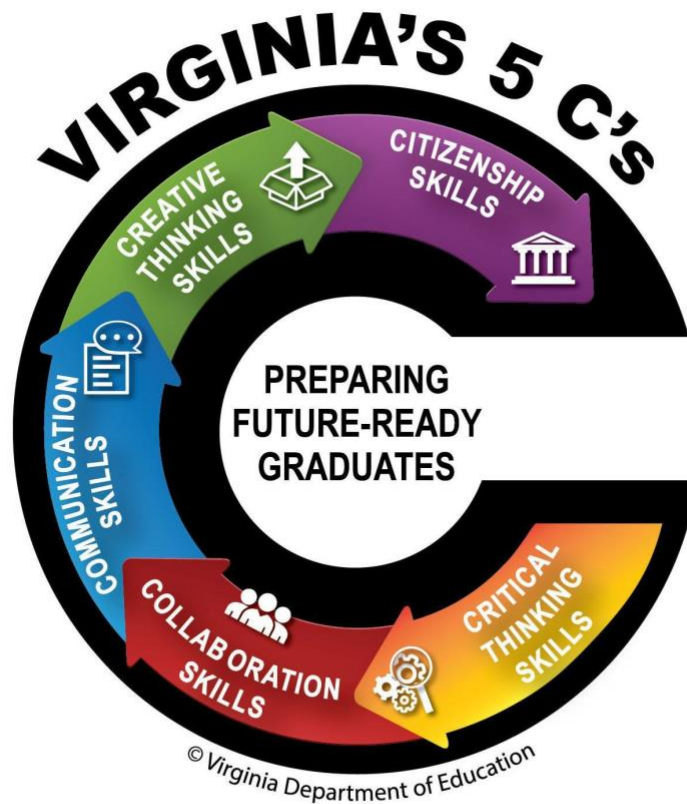 VIRGINIA'S 5 C's
CREATIVE
THINKING
SKILLS
CITIZENSHIP
SKILLS
COMMUNICATION
SKILLS
PREPARING
FUTURE-READY
GRADUATES
COLLABORATION
SKILLS
CRITICAL
THINKING
SKILLS
© Virginia Department of Education